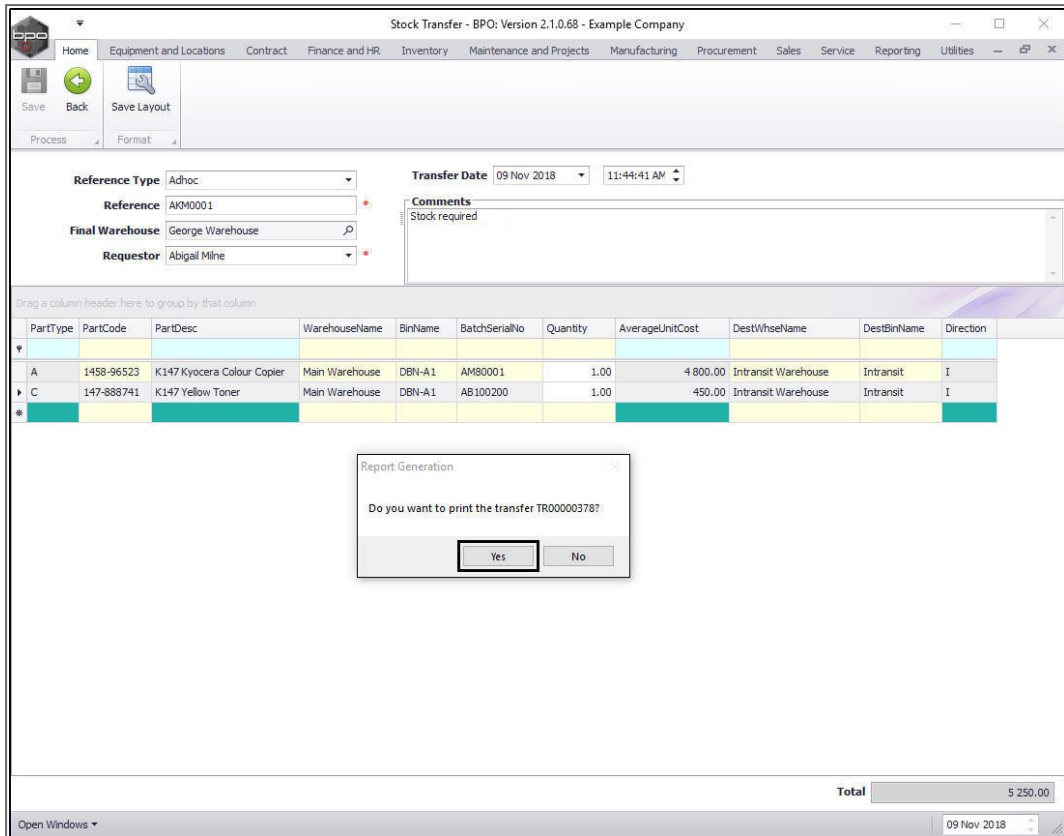 Stock Transfer - BPO: Version 2.1.0.68 - Example Company
bpo
Home Equipment and Locations Contract Finance and HR Inventory Maintenance and Projects Manufacturing Procurement Sales Service Reporting Utilities
Save Back Save Layout
Process Format
Reference Type Adhoc Transfer Date 09 Nov 2018 11:44:41 AM
Reference AKM0001 * Comments
Stock required
Final Warehouse George Warehouse
Requestor Abigail Milne *
Drag a column header here to group by that column
PartType PartCode PartDesc WarehouseName BinName BatchSerialNo Quantity AverageUnitCost DestWhseName DestBinName Direction
A 1458-96523 K147 Kyocera Colour Copier Main Warehouse DBN-A1 AM80001 1.00 4 800.00 Intransit Warehouse Intransit I
C 147-888741 K147 Yellow Toner Main Warehouse DBN-A1 AB100200 1.00 450.00 Intransit Warehouse Intransit I
Report Generation
Do you want to print the transfer TR00000378?
Yes No
Total 5 250.00
Open Windows 09 Nov 2018